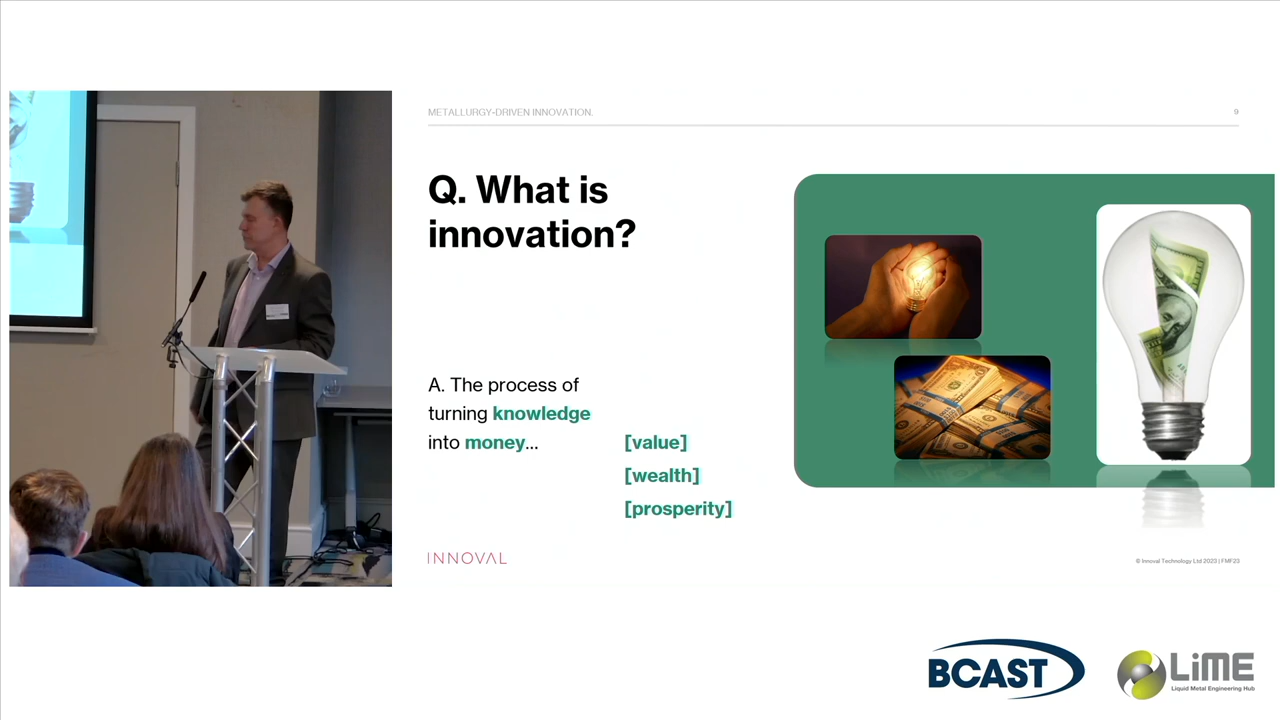 METALLURGY-DRIVEN INNOVATION.
9
Q. What is
innovation?
A. The process of
turning knowledge
into money...
[value]
[wealth]
[prosperity]
INNOVAL
© Innoval Technology Ltd 2023 | FMF23
BCAST
LiME
Liquid Metal Engineering Hub